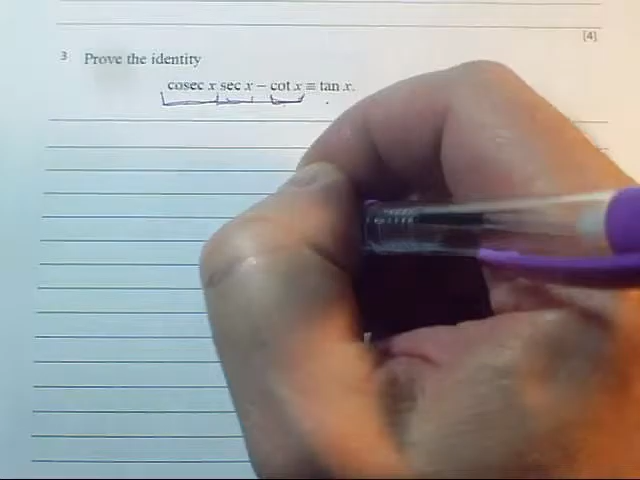 [4]
3 Prove the identity
cosec x sec x − cot x ≡ tan x.